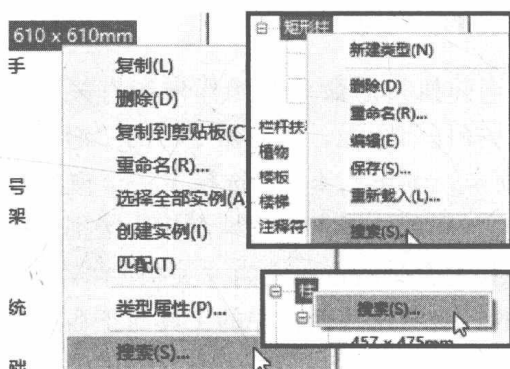 610 x 610mm
手
号
架
统
础
复制(L)
删除(D)
复制到剪贴板(C
重命名(R)...
选择全部实例(A
创建实例(I)
匹配(T)
类型属性(P)...
搜索(S)...
矩形柱
栏杆扶
植物
楼板
楼梯
注释符
新建类型(N)
删除(D)
重命名(R)...
编辑(E)
保存(S)...
重新载入(L)...
搜索(S)...
柱
搜索(S)...
457 x 475mm